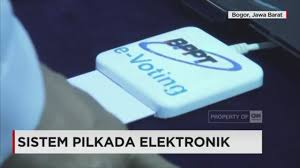 Bogor, Jawa Barat
BPPT
e-Voting
PROPERTY OF CNN
SISTEM PILKADA ELEKTRONIK